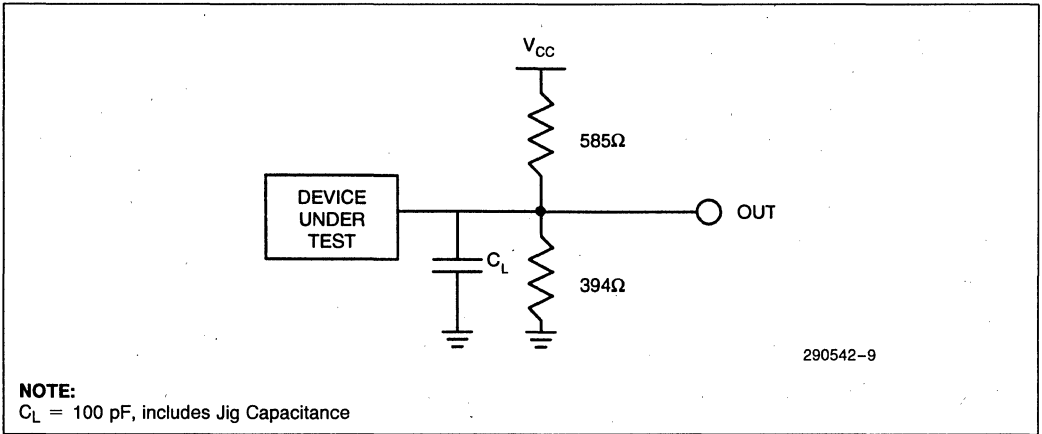 V_CC
585Ω
DEVICE
UNDER
TEST
OUT
C_L
394Ω
290542–9
NOTE:
C_L = 100 pF, includes Jig Capacitance